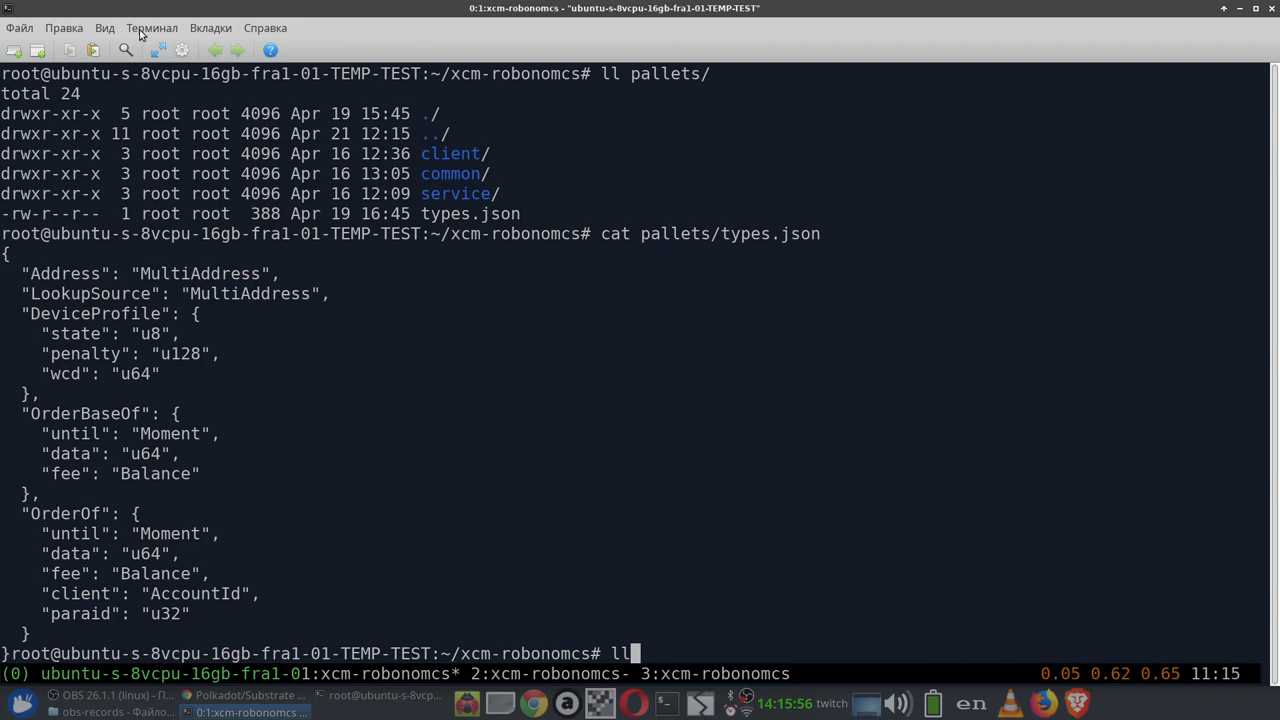 0:1:xcm-robonomcs - "ubuntu-s-8vcpu-16gb-fra1-01-TEMP-TEST"
Файл Правка Вид Терминал Вкладки Справка
root@ubuntu-s-8vcpu-16gb-fra1-01-TEMP-TEST:~/xcm-robonomcs# ll pallets/
total 24
drwxr-xr-x  5 root root 4096 Apr 19 15:45 ./
drwxr-xr-x 11 root root 4096 Apr 21 12:15 ../
drwxr-xr-x  3 root root 4096 Apr 16 12:36 client/
drwxr-xr-x  3 root root 4096 Apr 16 13:05 common/
drwxr-xr-x  3 root root 4096 Apr 16 12:09 service/
-rw-r--r--  1 root root  388 Apr 19 16:45 types.json
root@ubuntu-s-8vcpu-16gb-fra1-01-TEMP-TEST:~/xcm-robonomcs# cat pallets/types.json
{
  "Address": "MultiAddress",
  "LookupSource": "MultiAddress",
  "DeviceProfile": {
    "state": "u8",
    "penalty": "u128",
    "wcd": "u64"
  },
  "OrderBaseOf": {
    "until": "Moment",
    "data": "u64",
    "fee": "Balance"
  },
  "OrderOf": {
    "until": "Moment",
    "data": "u64",
    "fee": "Balance",
    "client": "AccountId",
    "paraid": "u32"
  }
}root@ubuntu-s-8vcpu-16gb-fra1-01-TEMP-TEST:~/xcm-robonomcs# ll
(0) ubuntu-s-8vcpu-16gb-fra1-01:xcm-robonomcs* 2:xcm-robonomcs- 3:xcm-robonomcs 0.05 0.62 0.65 11:15
OBS 26.1.1 (linux) - П... Polkadot/Substrate ... root@ubuntu-s-8vcp...
obs-records - Файло... 0:1:xcm-robonomcs ...
14:15:56 twitch en